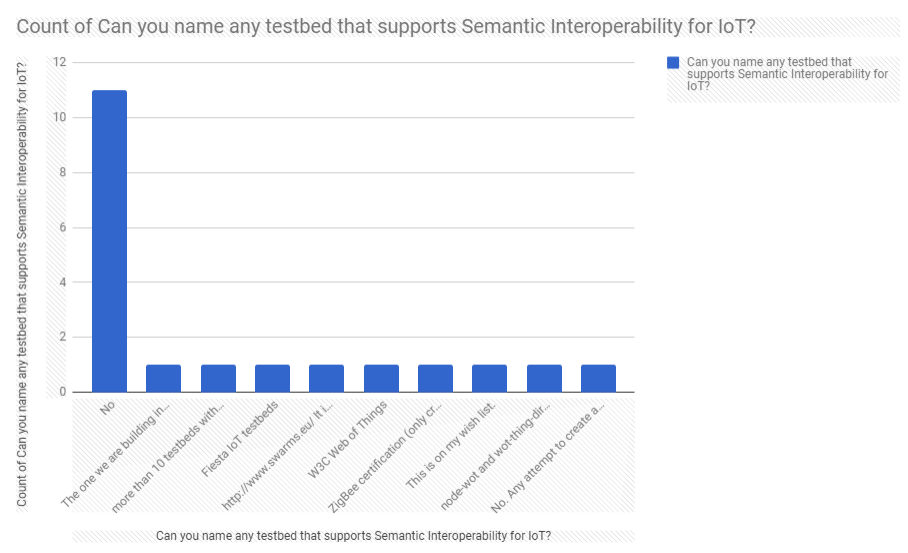 Count of Can you name any testbed that supports Semantic Interoperability for IoT?
Can you name any testbed that
supports Semantic Interoperability for
IoT?
Count of Can you name any testbed that supports Semantic Interoperability for IoT?
12
10
8
6
4
2
0
No
The one we are building in...
more than 10 testbeds with...
Fiesta IoT testbeds
http://www.swarms.eu/ It i...
W3C Web of Things
ZigBee certification (only cr...
This is on my wish list.
node-wot and wot-thing-dir...
No. Any attempt to create a...
Can you name any testbed that supports Semantic Interoperability for IoT?